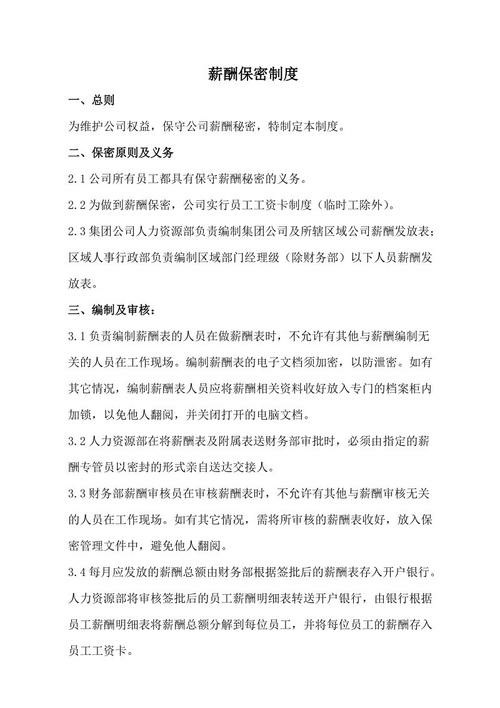 薪酬保密制度
一、总则
为维护公司权益，保守公司薪酬秘密，特制定本制度。
二、保密原则及义务
2.1 公司所有员工都具有保守薪酬秘密的义务。
2.2 为做到薪酬保密，公司实行员工工资卡制度（临时工除外）。
2.3 集团公司人力资源部负责编制集团公司及所辖区域公司薪酬发放表；
区域人事行政部负责编制区域部门经理级（除财务部）以下人员薪酬发
放表。
三、编制及审核：
3.1 负责编制薪酬表的人员在做薪酬表时，不允许有其他与薪酬编制无
关的人员在工作现场。编制薪酬表的电子文档须加密，以防泄密。如有
其它情况，编制薪酬表人员应将薪酬相关资料收好放入专门的档案柜内
加锁，以免他人翻阅，并关闭打开的电脑文档。
3.2 人力资源部在将薪酬表及附属表送财务部审批时，必须由指定的薪
酬专管员以密封的形式亲自送达交接人。
3.3 财务部薪酬审核员在审核薪酬表时，不允许有其他与薪酬审核无关
的人员在工作现场。如有其它情况，需将所审核的薪酬表收好，放入保
密管理文件中，避免他人翻阅。
3.4 每月应发放的薪酬总额由财务部根据签批后的薪酬表存入开户银行。
人力资源部将审核签批后的员工薪酬明细表转送开户银行，由银行根据
员工薪酬明细表将薪酬总额分解到每位员工，并将每位员工的薪酬存入
员工工资卡。